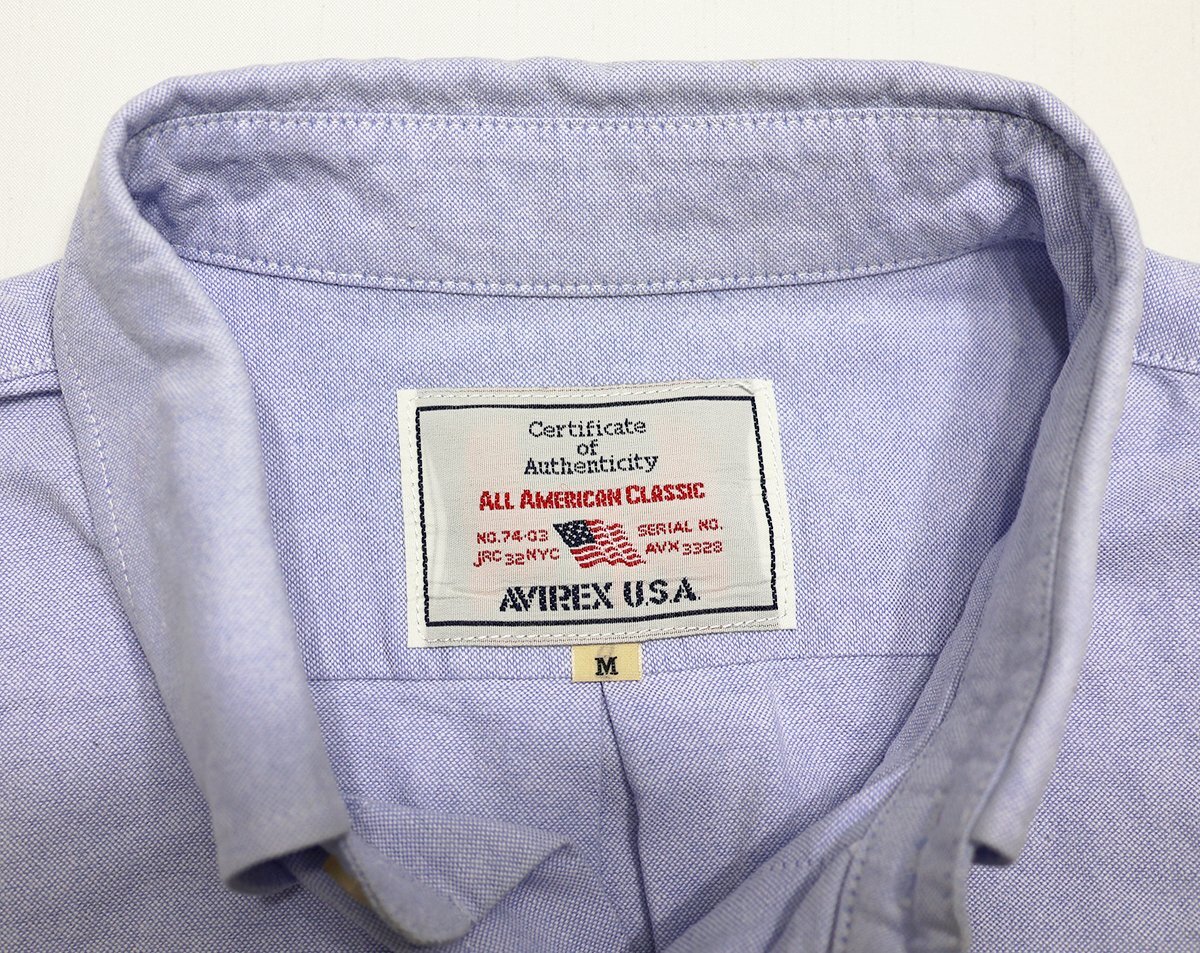 Certificate
of
Authenticity
ALL AMERICAN CLASSIC
NO.74-03 SERIAL NO.
JRC 32 NYC AVX 3328
AVIREX U.S.A.
M